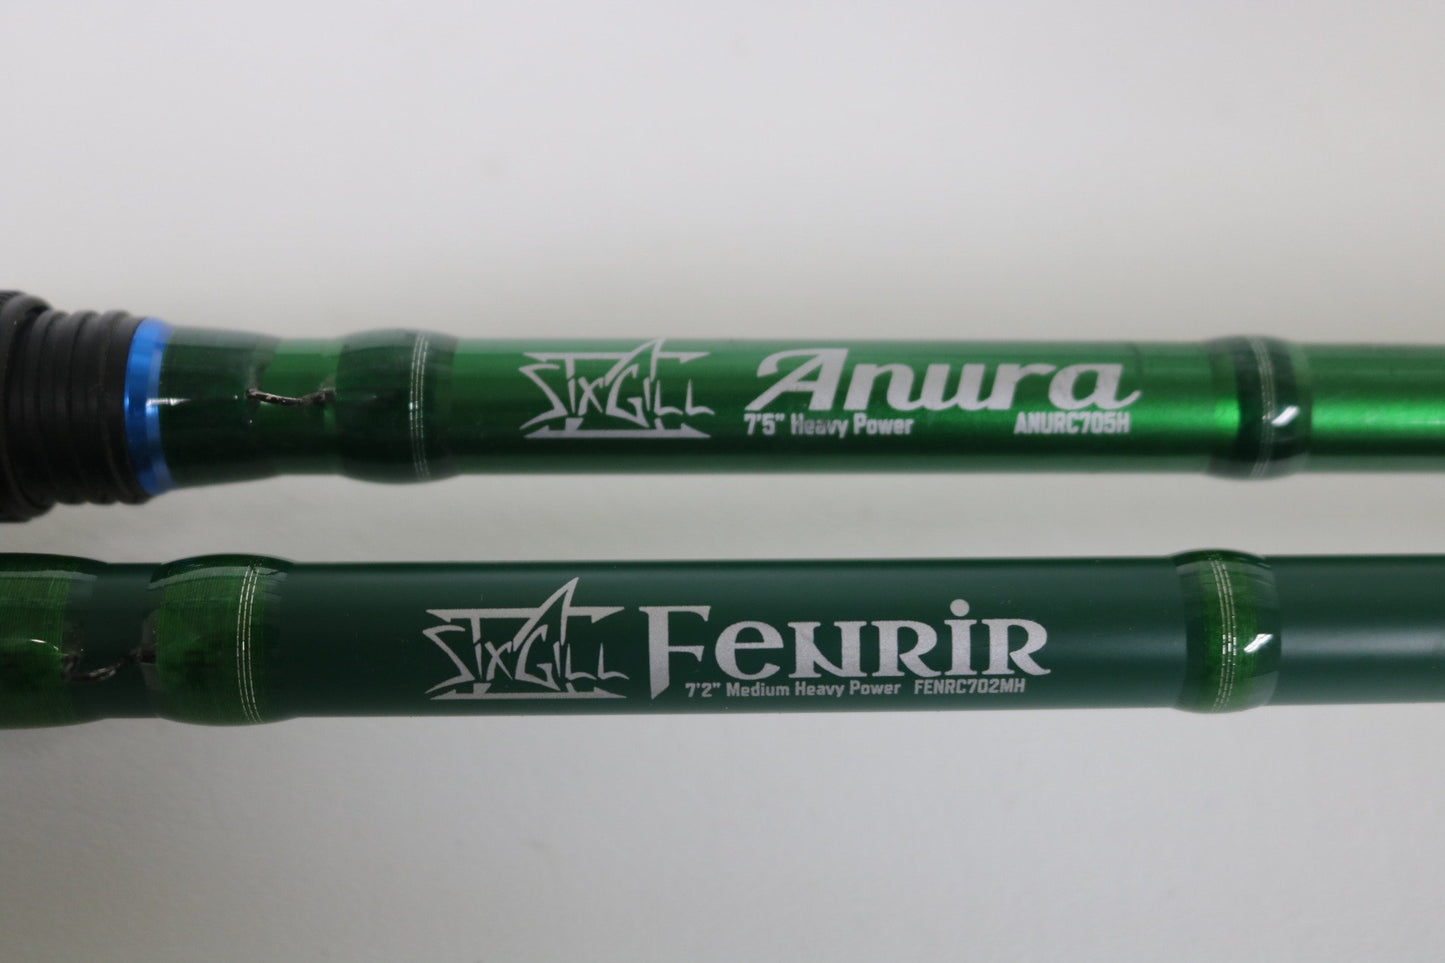 SixGill Anura
7'5" Heavy Power ANURC705H
SixGill Fenrir
7'2" Medium Heavy Power FENRC702MH